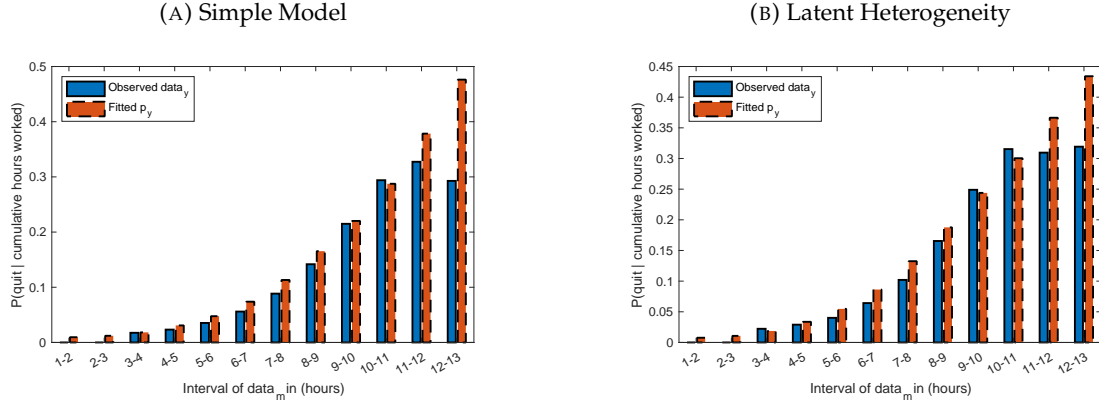 (A) Simple Model
0.5
0.4
0.3
0.2
0.1
0
P(quit | cumulative hours worked)
Observed data_y
Fitted p_y
1-2 2-3 3-4 4-5 5-6 6-7 7-8 8-9 9-10 10-11 11-12 12-13
Interval of data_min (hours)
(B) Latent Heterogeneity
0.45
0.4
0.35
0.3
0.25
0.2
0.15
0.1
0.05
0
P(quit | cumulative hours worked)
Observed data_y
Fitted p_y
1-2 2-3 3-4 4-5 5-6 6-7 7-8 8-9 9-10 10-11 11-12 12-13
Interval of data_min (hours)